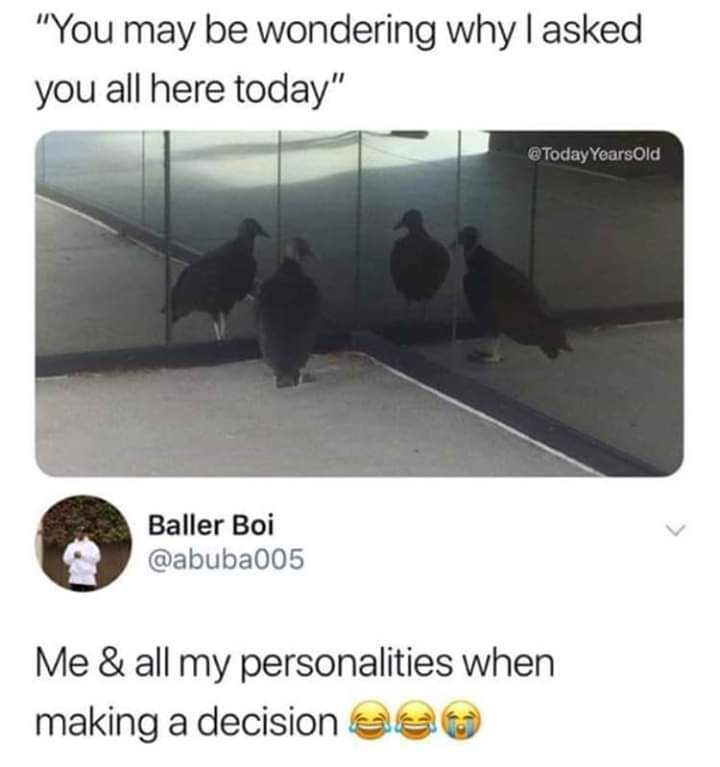 "You may be wondering why I asked
you all here today"
@TodayYearsOld
Baller Boi
@abuba005
Me & all my personalities when
making a decision 😂😂😭